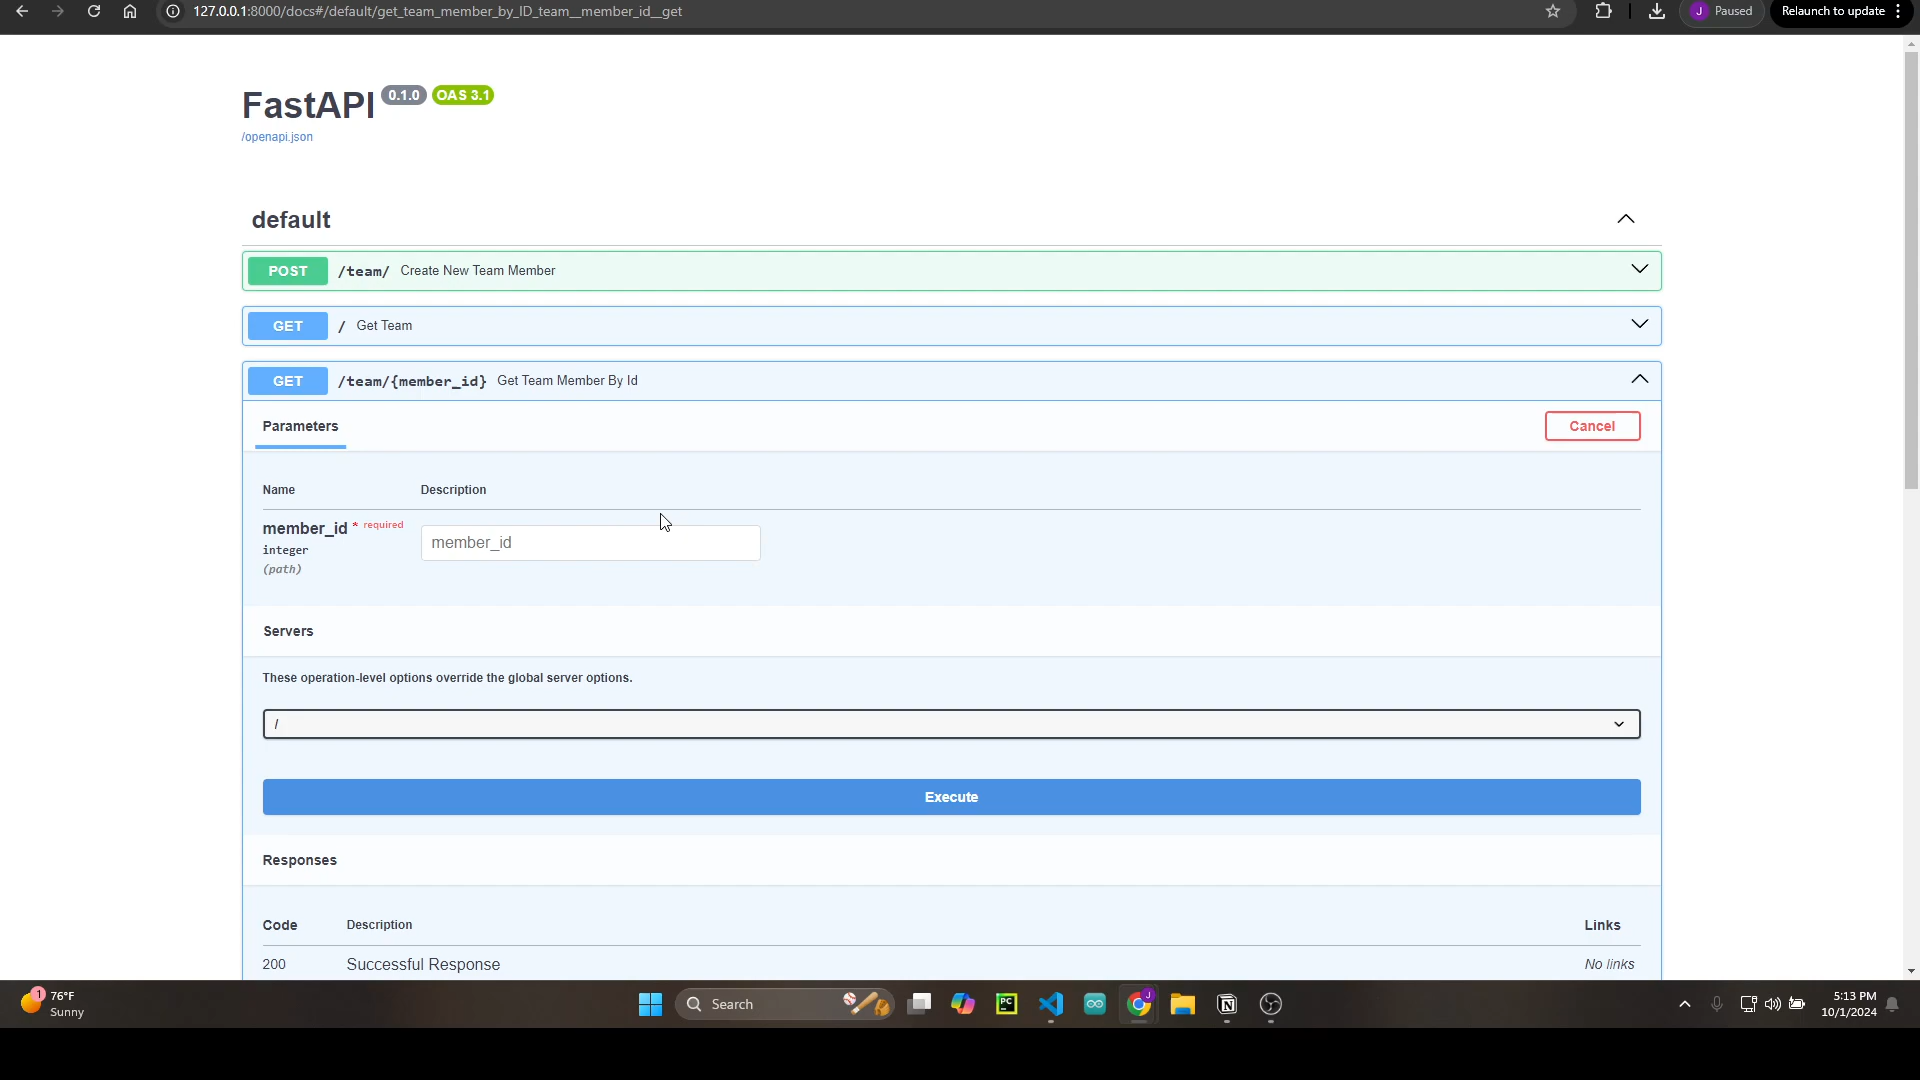 127.0.0.1:8000/docs#/default/get_team_member_by_ID_team__member_id__get
J Paused
Relaunch to update
FastAPI 0.1.0 OAS 3.1
/openapi.json
default
POST /team/ Create New Team Member
GET / Get Team
GET /team/{member_id} Get Team Member By Id
Parameters
Cancel
Name Description
member_id * required
integer
(path)
member_id
Servers
These operation-level options override the global server options.
/
Execute
Responses
Code Description Links
200 Successful Response No links
1 76°F
Sunny
Search
PC
J
5:13 PM
10/1/2024